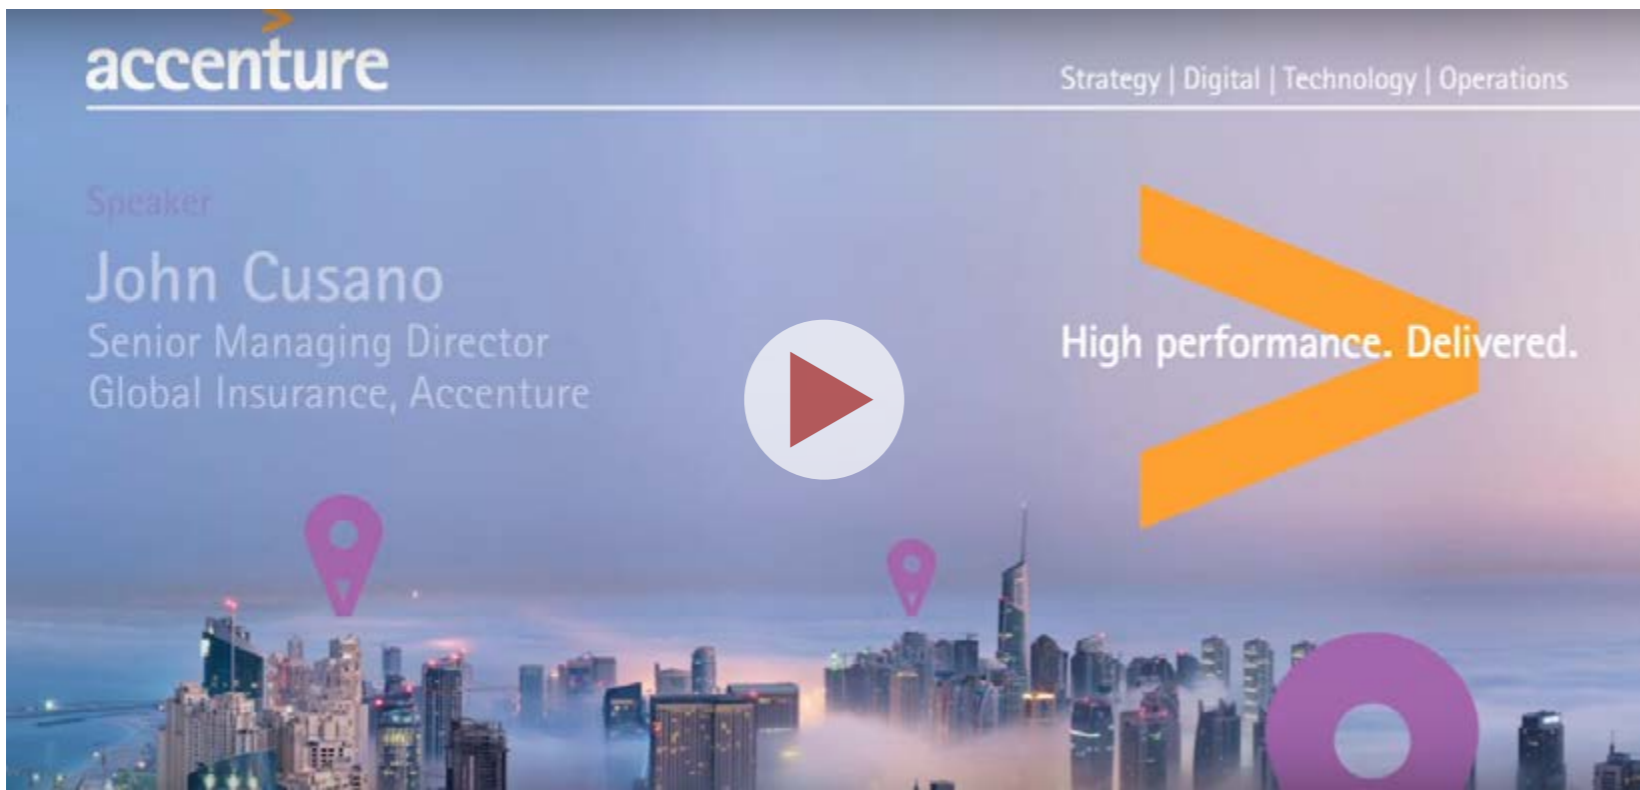 accenture
Strategy | Digital | Technology | Operations
Speaker
John Cusano
Senior Managing Director
Global Insurance, Accenture
High performance. Delivered.